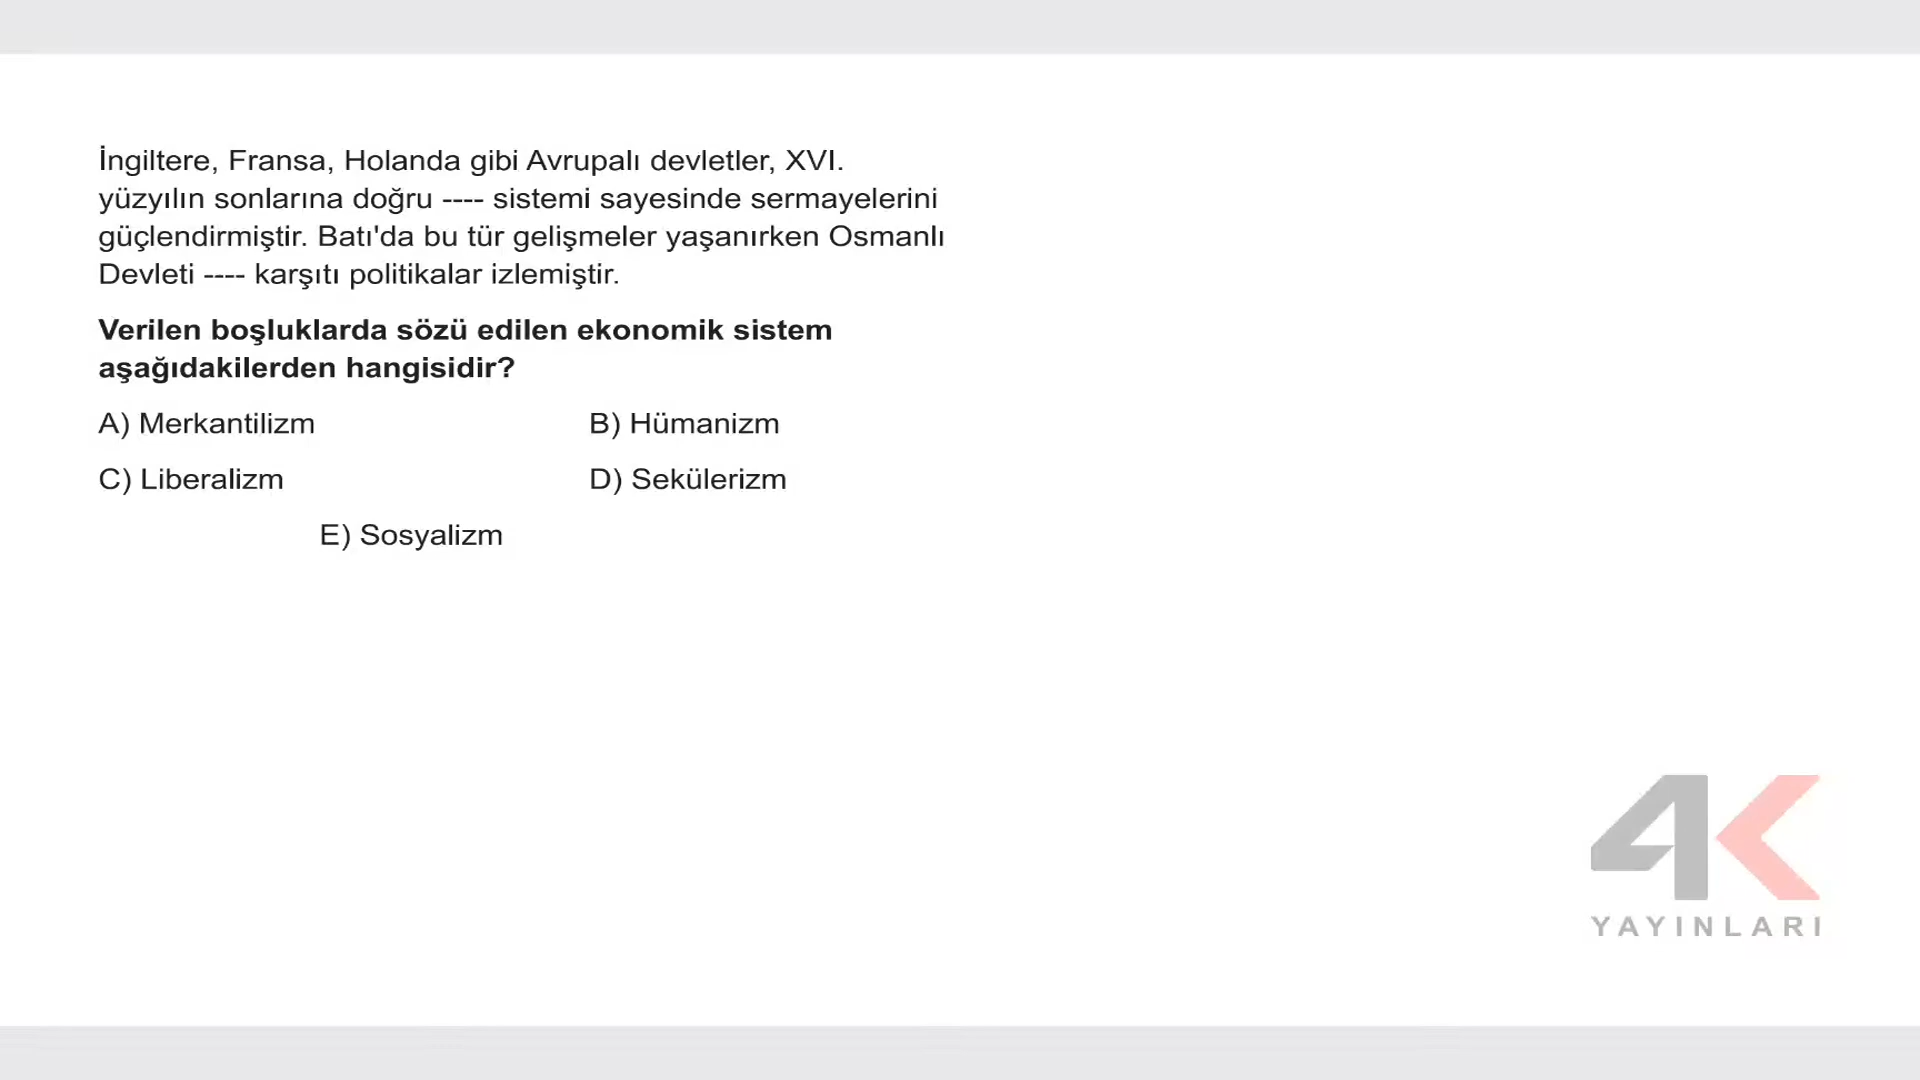 İngiltere, Fransa, Holanda gibi Avrupalı devletler, XVI.
yüzyılın sonlarına doğru ---- sistemi sayesinde sermayelerini
güçlendirmiştir. Batı'da bu tür gelişmeler yaşanırken Osmanlı
Devleti ---- karşıtı politikalar izlemiştir.
Verilen boşluklarda sözü edilen ekonomik sistem
aşağıdakilerden hangisidir?
A) Merkantilizm B) Hümanizm
C) Liberalizm D) Sekülerizm
E) Sosyalizm
4K
YAYINLARI